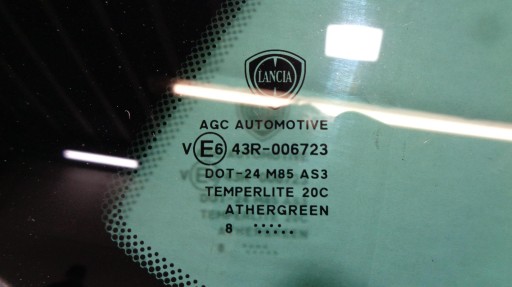 LANCIA
AGC AUTOMOTIVE
V E6 43R-006723
DOT-24 M85 AS3
TEMPERLITE 20C
ATHERGREEN
8 ∙∙∙∙∙∙∙∙∙